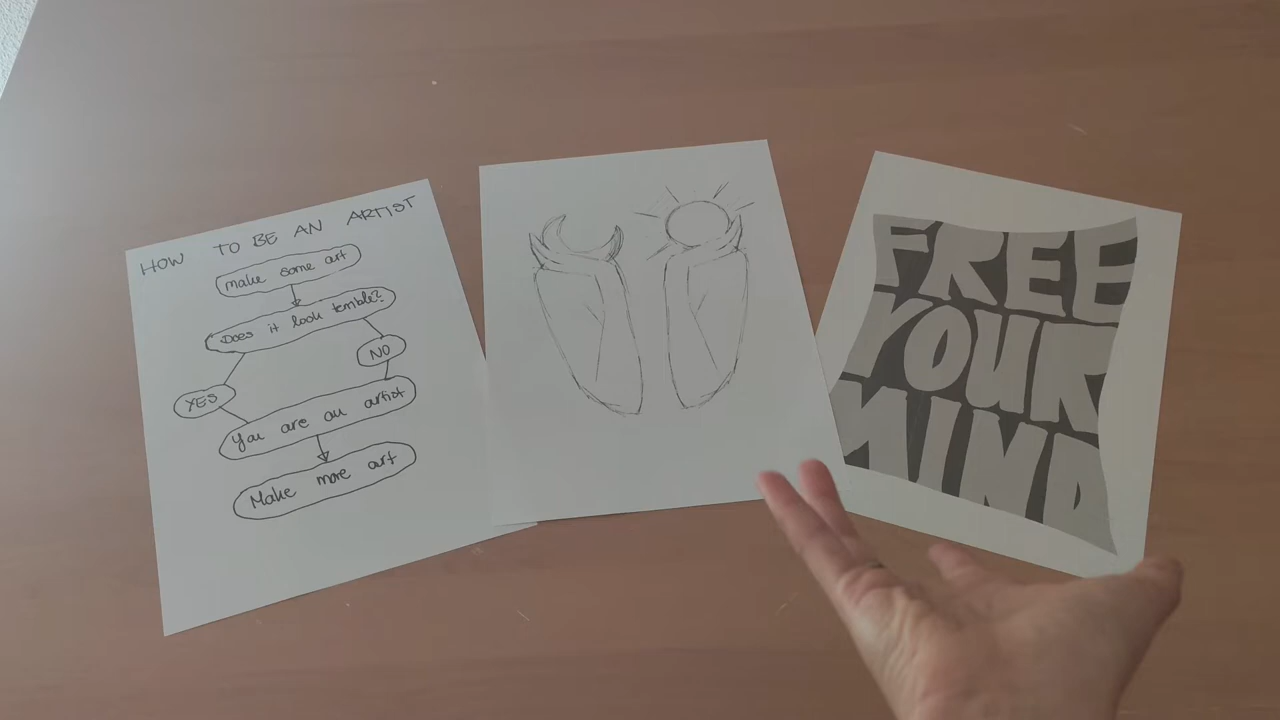 HOW TO BE AN ARTIST
make some art
Does it look terrible?
NO
YES
You are an artist
Make more art
FREE
YOUR
MIND